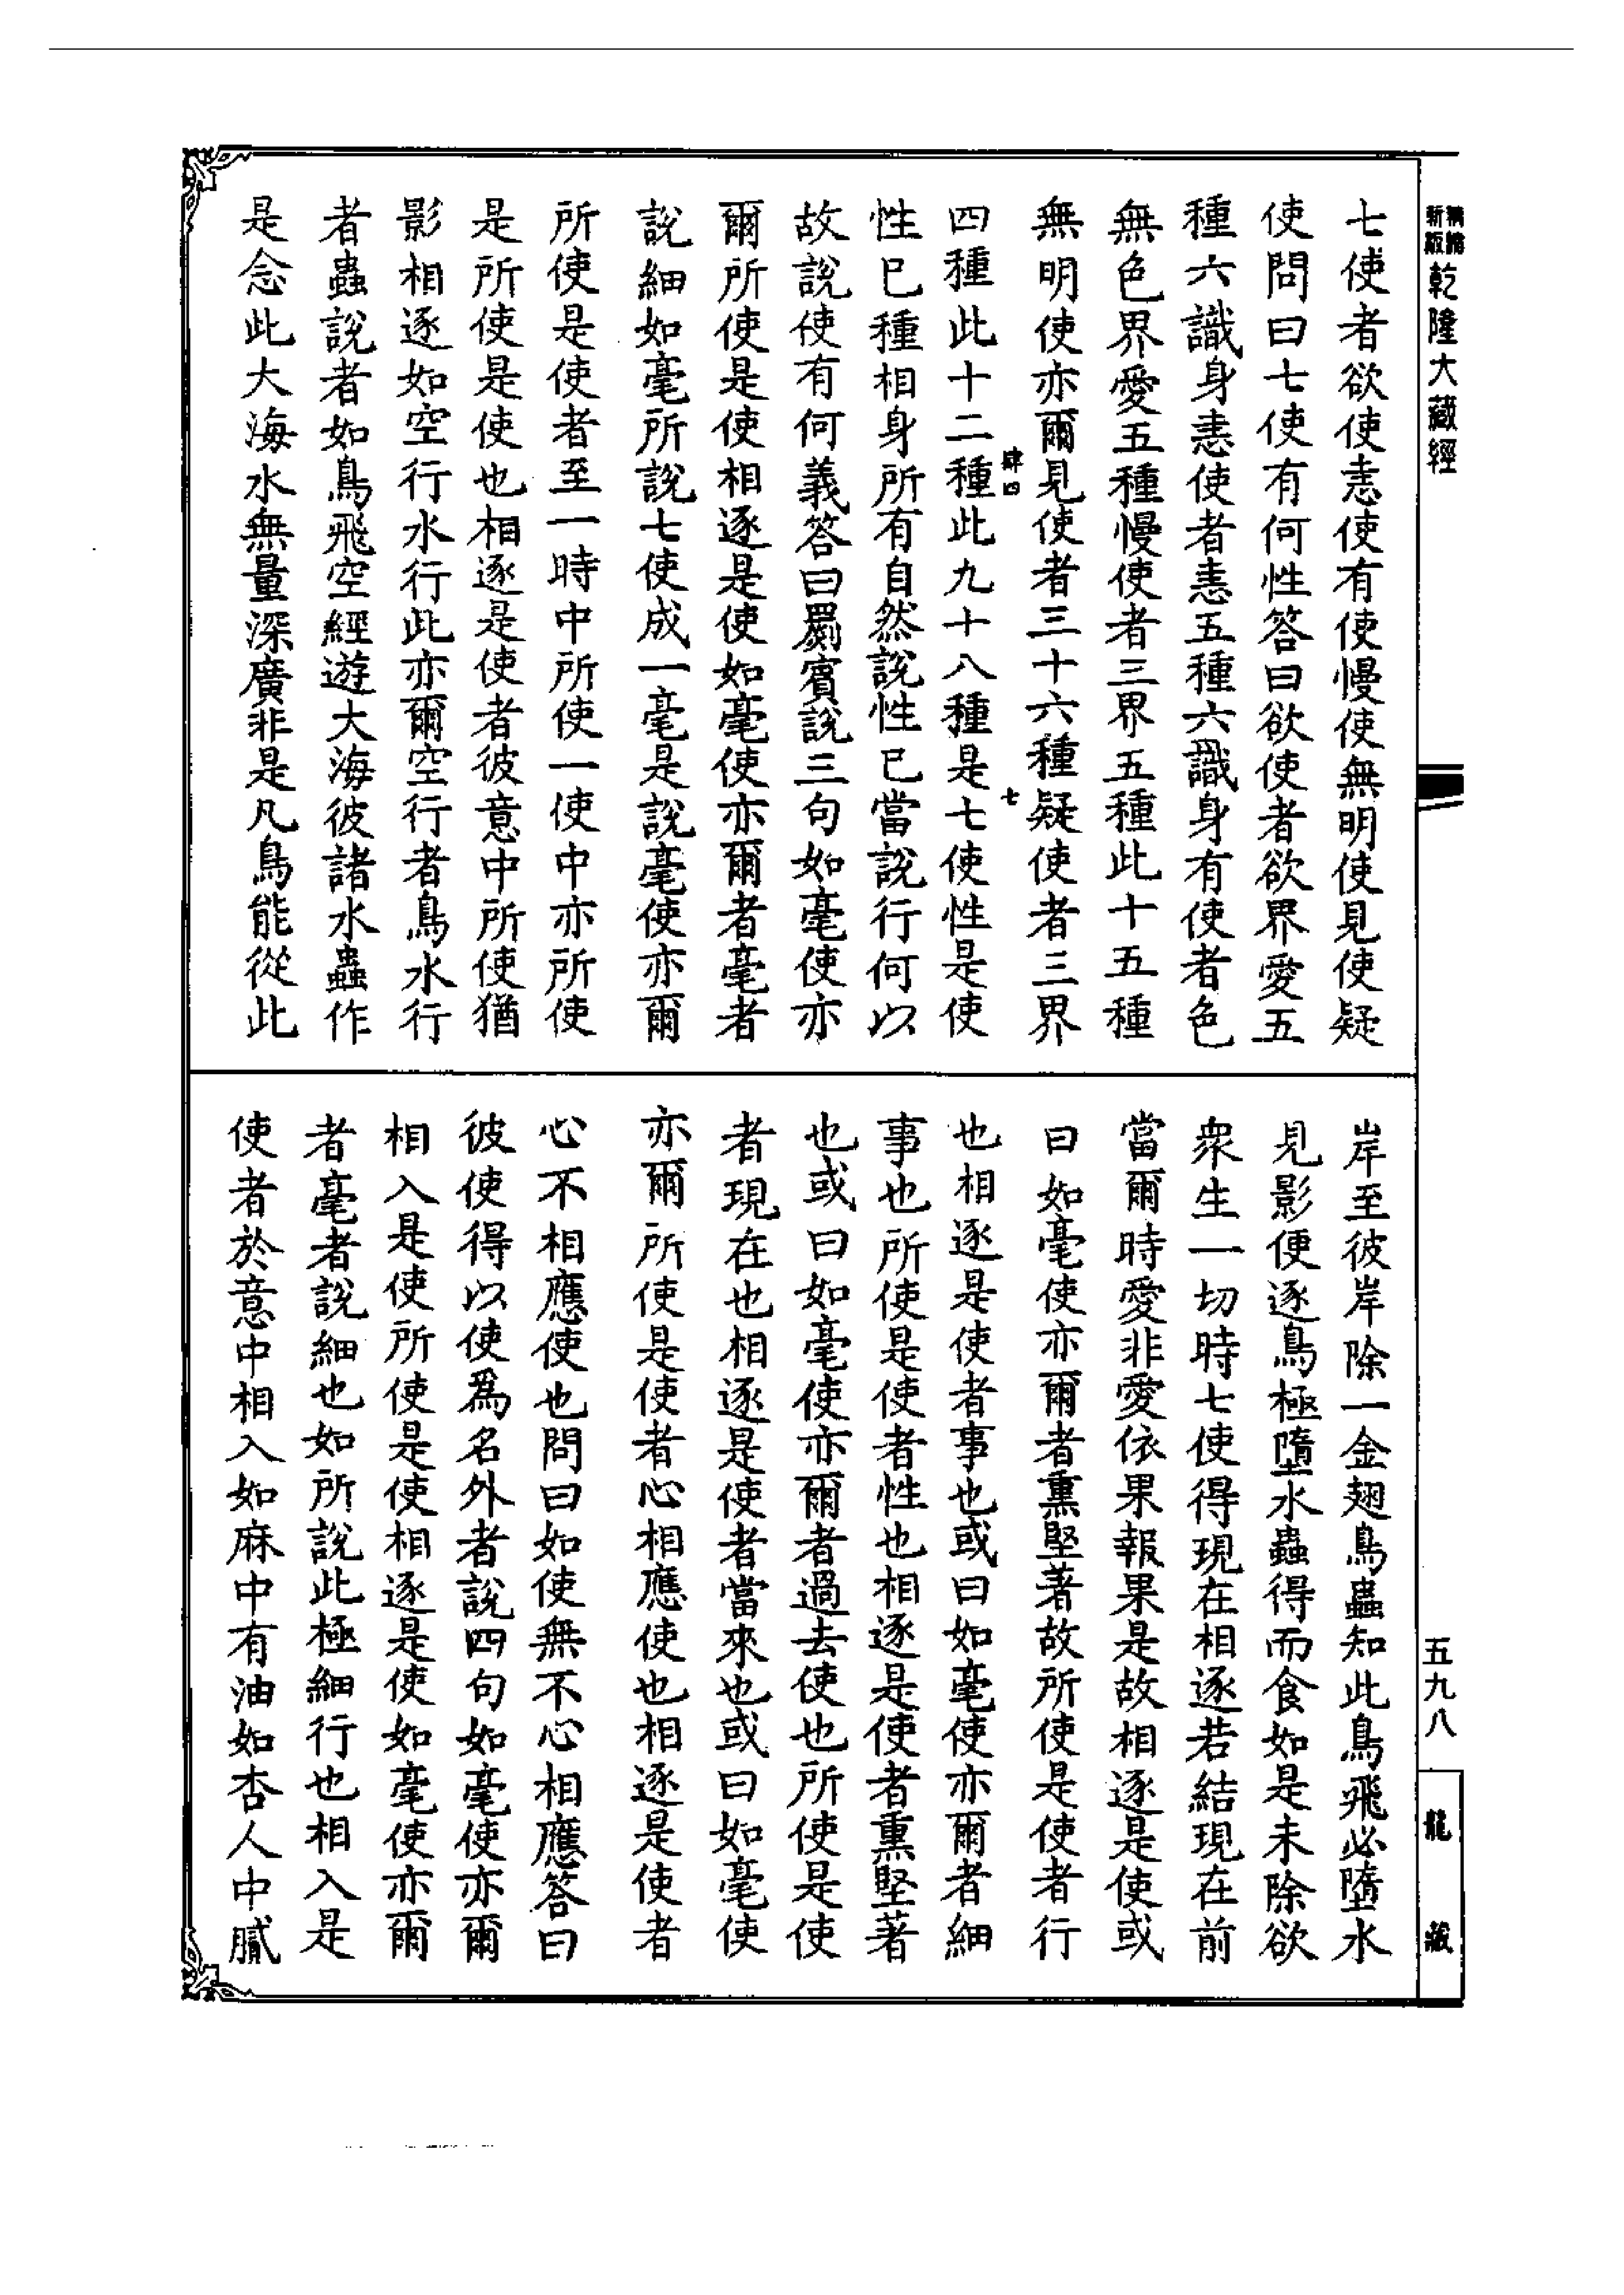 精縮新版乾隆大藏經
七使者欲使恚使有使慢使無明使見使疑
使問曰七使有何性答曰欲使者欲界愛五
種六識身恚使者恚五種六識身有使者色
無色界愛五種慢使者三界五種此十五種
無明使亦爾見使者三十六種疑使者三界
肆四 七
四種此十二種此九十八種是七使性是使
性已種相身所有自然說性已當說行何以
故說使有何義答曰罽賓說三句如毫使亦
爾所使是使相逐是使如毫使亦爾者毫者
說細如毫所說七使成一毫是說毫使亦爾
所使是使者至一時中所使一使中亦所使
是所使是使也相逐是使者彼意中所使猶
影相逐如空行水行此亦爾空行者鳥水行
者蟲說者如鳥飛空經遊大海彼諸水蟲作
是念此大海水無量深廣非是凡鳥能從此
岸至彼岸除一金翅鳥蟲知此鳥飛必墮水
見影便逐鳥極墮水蟲得而食如是未除欲
衆生一切時七使得現在相逐若結現在前
當爾時愛非愛依果報果是故相逐是使或
曰如毫使亦爾者熏堅著故所使是使者行
也相逐是使者事也或曰如毫使亦爾者細
事也所使是使者性也相逐是使者熏堅著
也或曰如毫使亦爾者過去使也所使是使
者現在也相逐是使者當來也或曰如毫使
亦爾所使是使者心相應使也相逐是使者
心不相應使也問曰如使無不心相應答曰
彼使得以使爲名外者說四句如毫使亦爾
相入是使所使是使相逐是使如毫使亦爾
者毫者說細也如所說此極細行也相入是
使者於意中相入如麻中有油如杏人中膩
五九八
龍藏